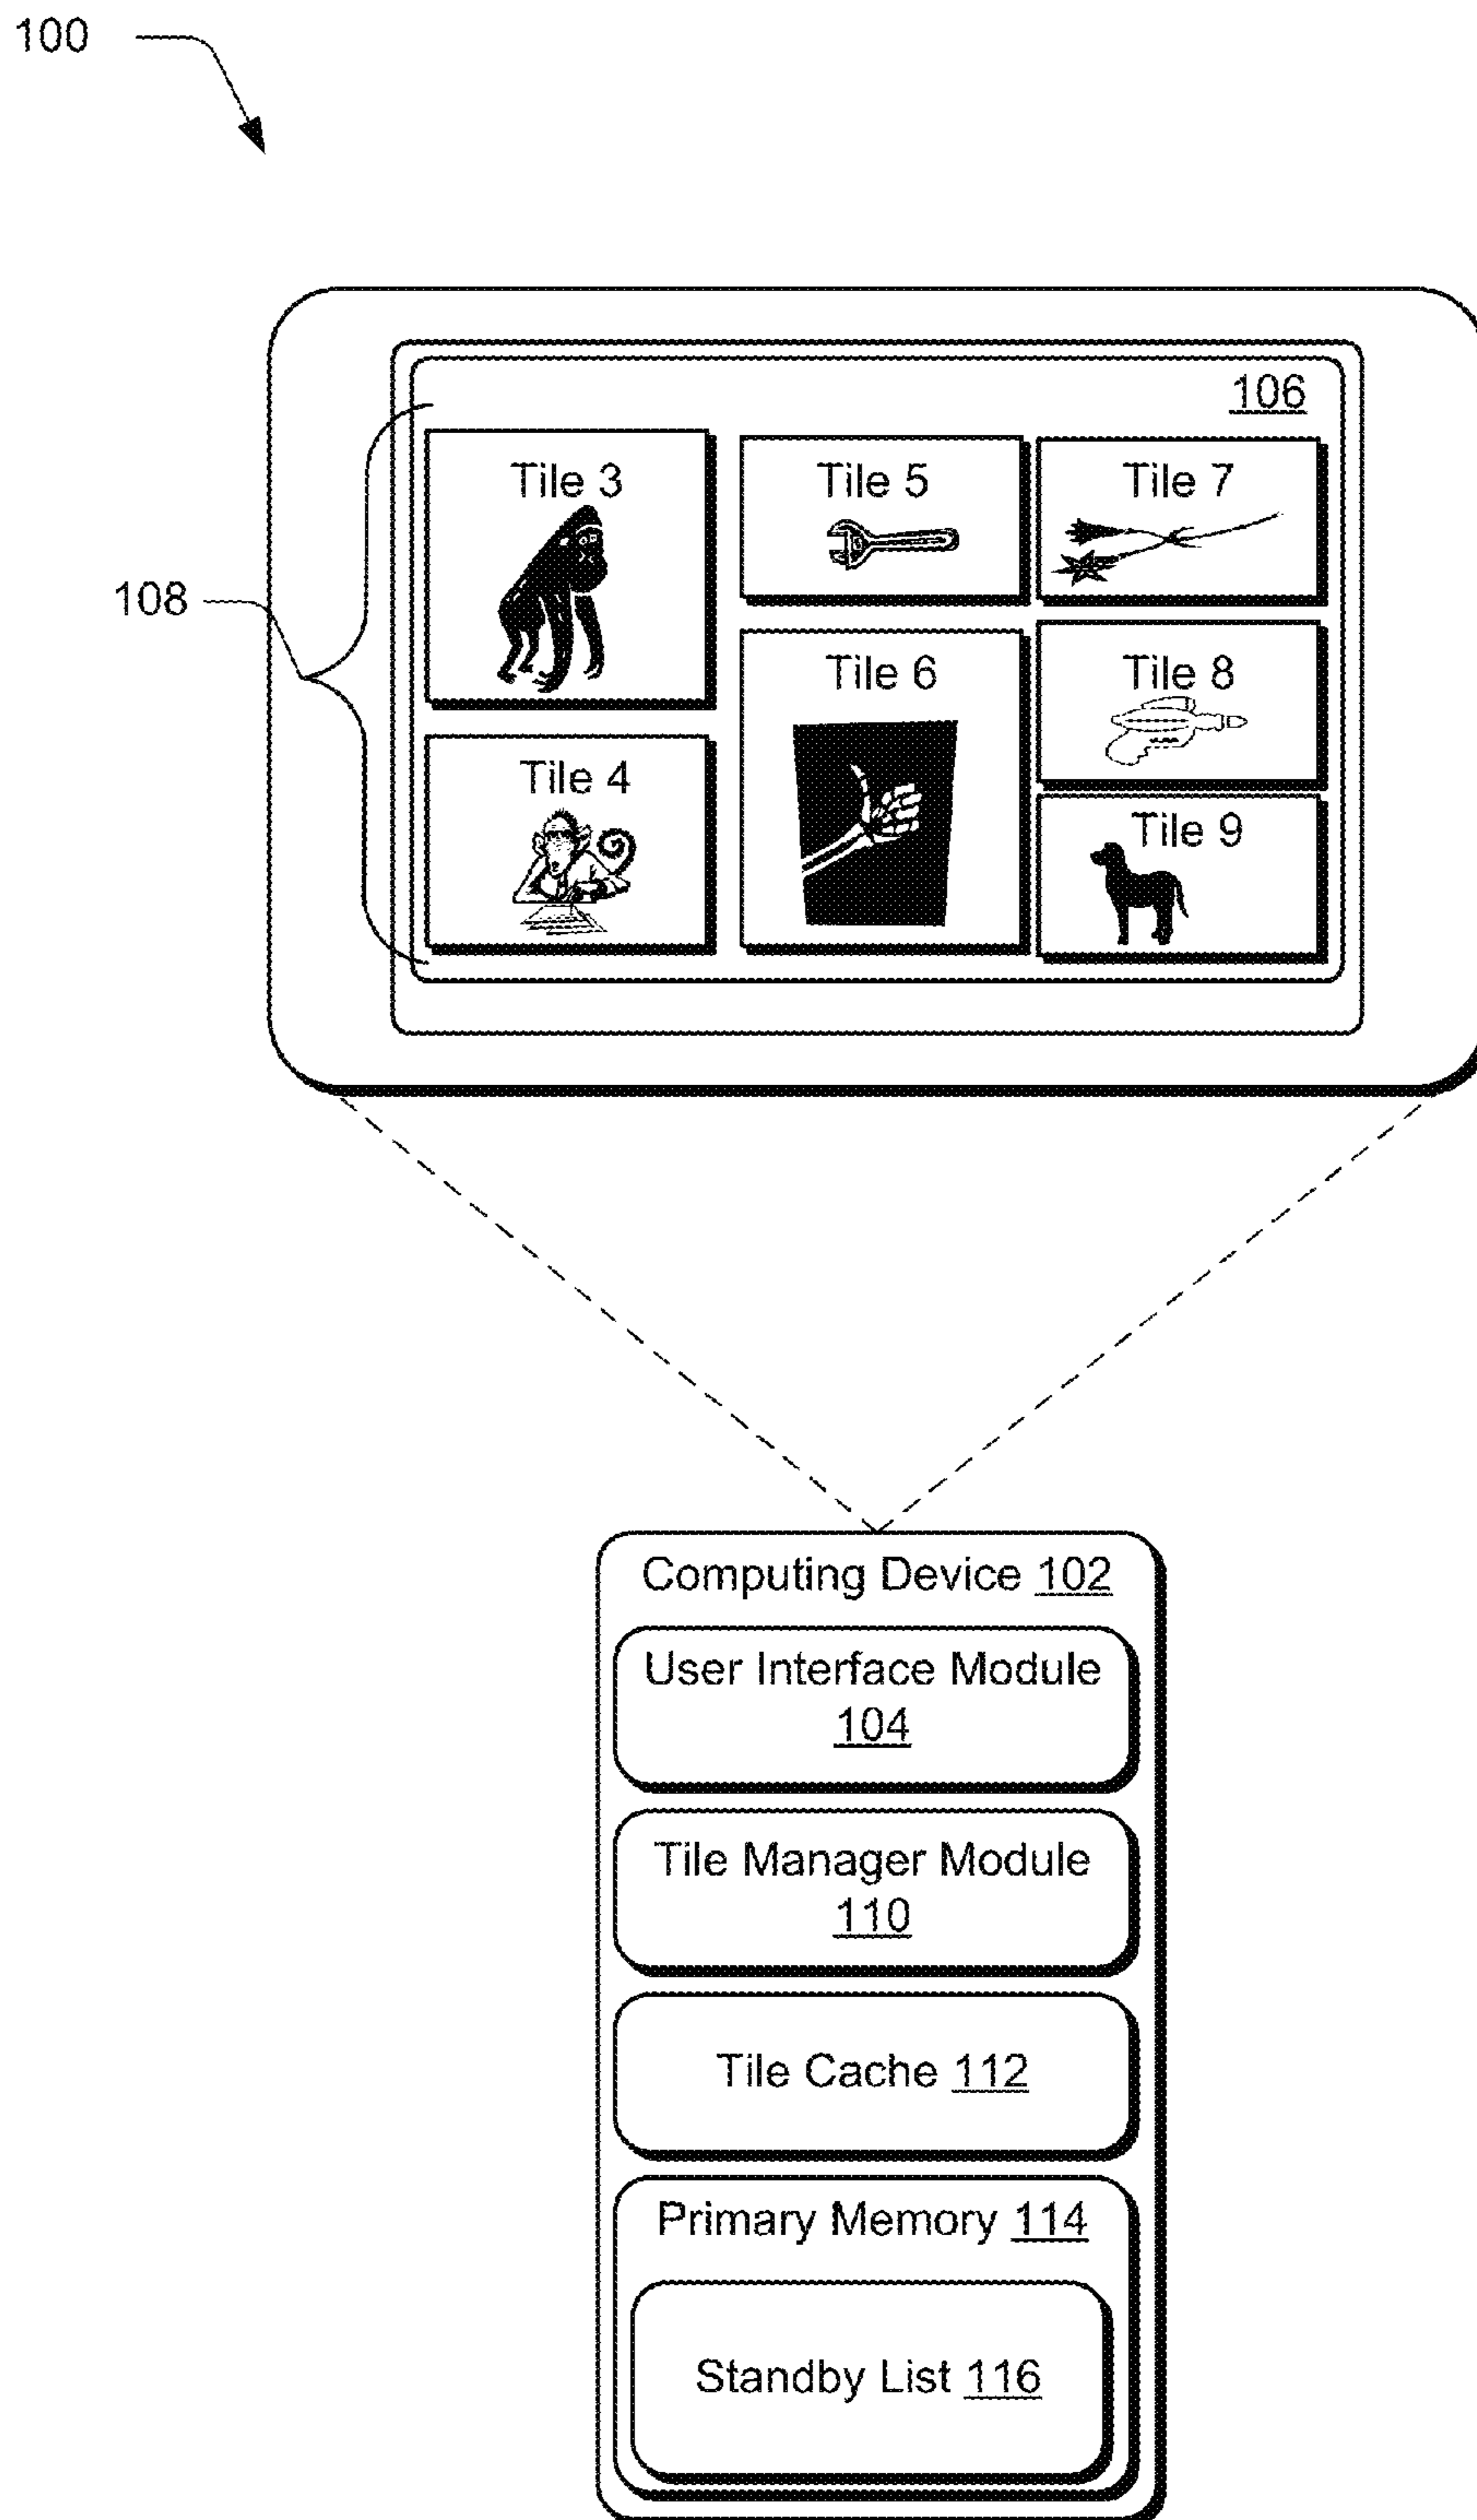 100
106
Tile 3
Tile 5
Tile 7
108
Tile 6
Tile 8
Tile 4
Tile 9
Computing Device 102
User Interface Module
104
Tile Manager Module
110
Tile Cache 112
Primary Memory 114
Standby List 116